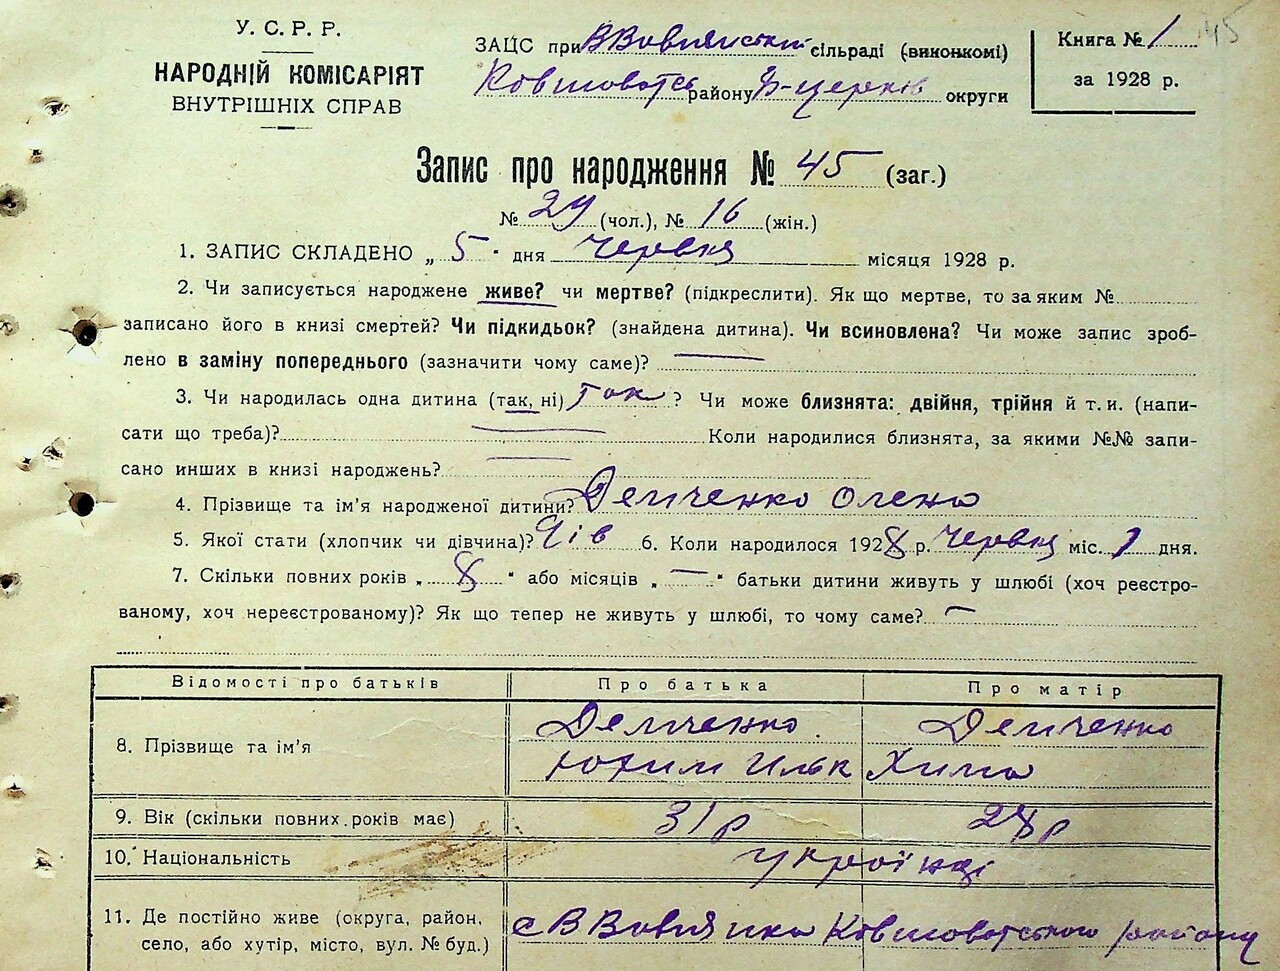 У. С. Р. Р.
НАРОДНІЙ КОМІСАРІЯТ
ВНУТРІШНІХ СПРАВ
ЗАЦС при ВВовнянській сільраді (виконкомі)
Ковшоватськ району Б-церків округи
Книга № 1
за 1928 р.
45
Запис про народження № 45 (заг.)
№ 29 (чол.), № 16 (жін.)
1. ЗАПИС СКЛАДЕНО „ 5 " дня червня місяця 1928 р.
2. Чи записується народжене живе? чи мертве? (підкреслити). Як що мертве, то за яким №
записано його в книзі смертей? Чи підкидьок? (знайдена дитина). Чи всиновлена? Чи може запис зроб-
лено в заміну попереднього (зазначити чому саме)? —
3. Чи народилась одна дитина (так, ні) так ? Чи може близнята: двійня, трійня й т. и. (напи-
сати що треба)? — Коли народилися близнята, за якими №№ запи-
сано инших в книзі народжень? —
4. Прізвище та ім'я народженої дитини? Демченко Олена
5. Якої стати (хлопчик чи дівчина)? Дів 6. Коли народилося 1928 р. червня міс. 1 дня.
7. Скільки повних років „ 8 " або місяців „ — " батьки дитини живуть у шлюбі (хоч реєстро-
ваному, хоч нереєстрованому)? Як що тепер не живуть у шлюбі, то чому саме? —
Відомості про батьків Про батька Про матір
8. Прізвище та ім'я Демченко Юхим Ільк Демченко Хима
9. Вік (скільки повних років має) 31 р 28 р
10. Національність українці
11. Де постійно живе (округа, район,
село, або хутір, місто, вул. № буд.) с ВВовнянка Ковшоватського району